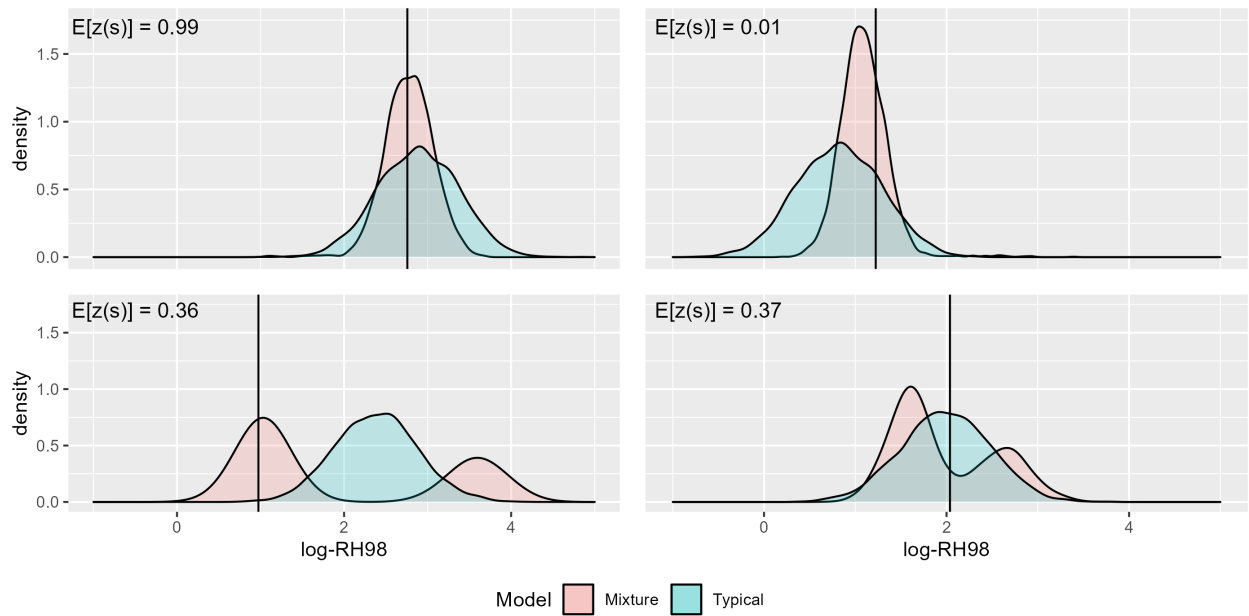 E[z(s)] = 0.99
E[z(s)] = 0.01
density
1.5
1.0
0.5
0.0
E[z(s)] = 0.36
E[z(s)] = 0.37
density
1.5
1.0
0.5
0.0
0 2 4
0 2 4
log-RH98
log-RH98
Model Mixture Typical